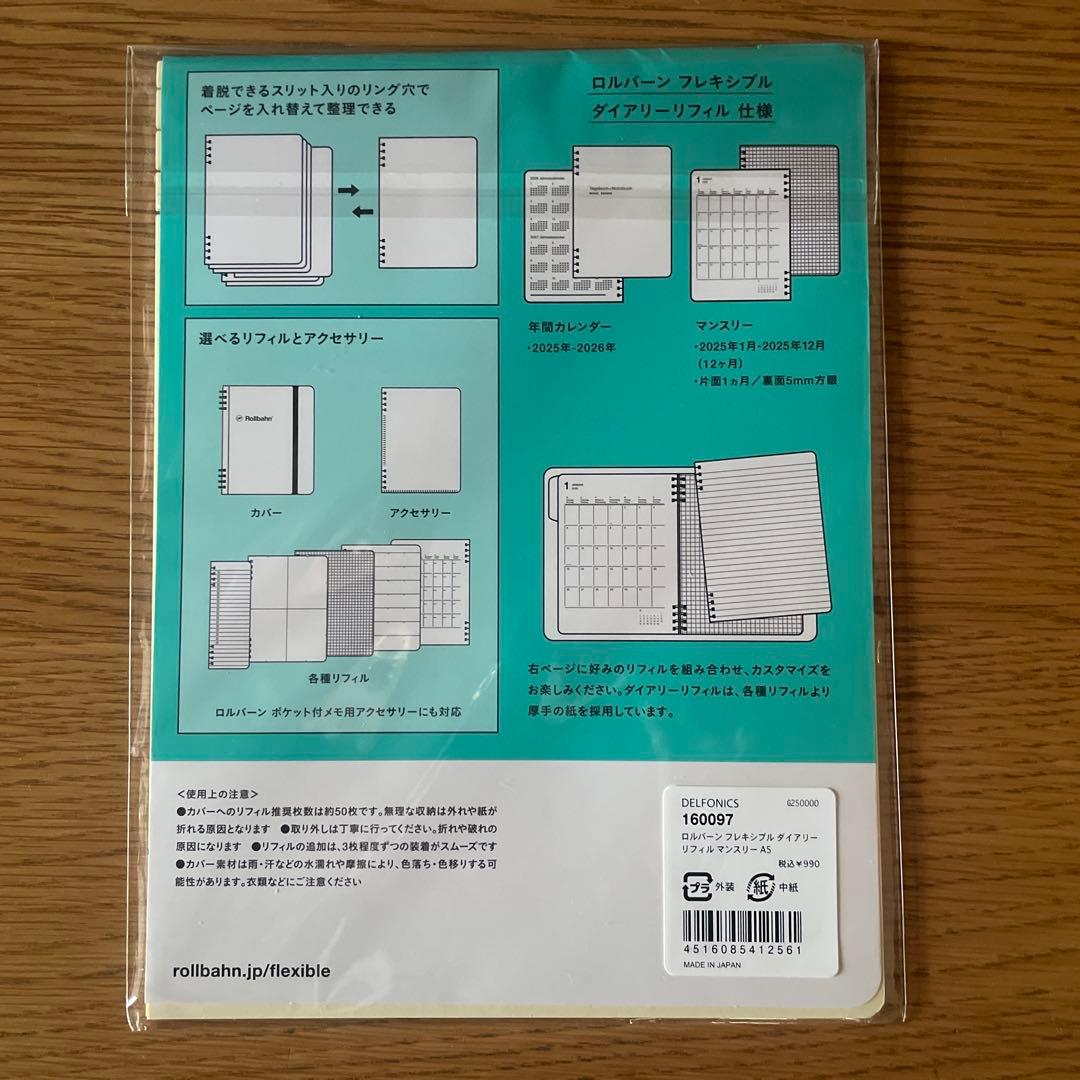 着脱できるスリット入りのリング穴で
ページを入れ替えて整理できる
選べるリフィルとアクセサリー
Rollbahn
カバー
アクセサリー
各種リフィル
ロルバーン ポケット付メモ用アクセサリーにも対応
ロルバーン フレキシブル
ダイアリーリフィル 仕様
Tagebuch+Notizbuch
1
年間カレンダー
・2025年-2026年
マンスリー
・2025年1月-2025年12月
(12ヶ月)
・片面1ヵ月／裏面5mm方眼
1
右ページに好みのリフィルを組み合わせ、カスタマイズを
お楽しみください。ダイアリーリフィルは、各種リフィルより
厚手の紙を採用しています。
＜使用上の注意＞
●カバーへのリフィル推奨枚数は約50枚です。無理な収納は外れや紙が
折れる原因となります ●取り外しは丁寧に行ってください。折れや破れの
原因になります ●リフィルの追加は、3枚程度ずつの装着がスムーズです
●カバー素材は雨・汗などの水濡れや摩擦により、色落ち・色移りする可
能性があります。衣類などにご注意ください
rollbahn.jp/flexible
DELFONICS G250000
160097
ロルバーン フレキシブル ダイアリー
リフィル マンスリー A5
税込￥990
プラ 外装 紙 中紙
4516085412561
MADE IN JAPAN